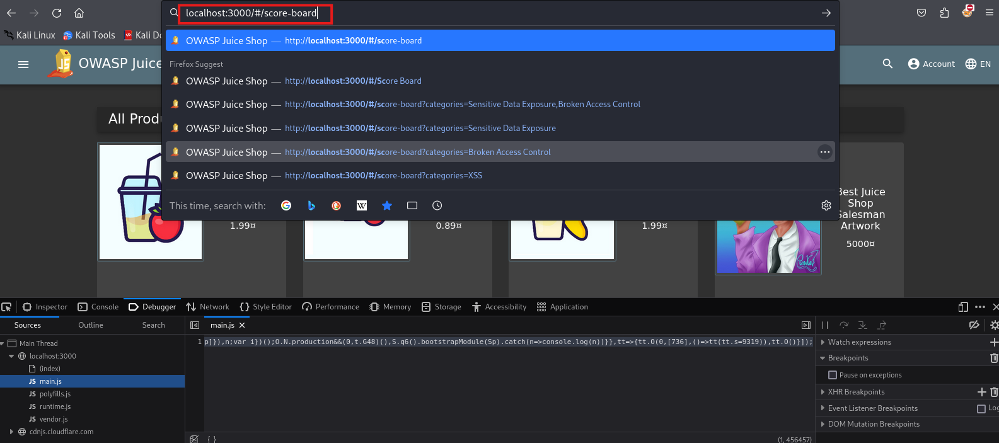 localhost:3000/#/score-board
Kali Linux Kali Tools Kali Do
OWASP Juice Shop — http://localhost:3000/#/score-board
Firefox Suggest
OWASP Juice Shop — http://localhost:3000/#/Score Board
OWASP Juice Shop — http://localhost:3000/#/score-board?categories=Sensitive Data Exposure,Broken Access Control
OWASP Juice Shop — http://localhost:3000/#/score-board?categories=Sensitive Data Exposure
OWASP Juice Shop — http://localhost:3000/#/score-board?categories=Broken Access Control
OWASP Juice Shop — http://localhost:3000/#/score-board?categories=XSS
This time, search with:
W
JS
OWASP Juice
Account EN
All Produ
1.99¤
0.89¤
1.99¤
Best Juice
Shop
Salesman
Artwork
5000¤
Inspector Console Debugger Network Style Editor Performance Memory Storage Accessibility Application
Sources Outline Search
Main Thread
localhost:3000
(index)
JS main.js
JS polyfills.js
JS runtime.js
JS vendor.js
cdnjs.cloudflare.com
main.js
1 p]}),n;var i})();O.N.production&&(0,t.G48)(),S.q6().bootstrapModule(Sp).catch(n=>console.log(n))}},tt=>{tt.O(0,[736],()=>tt(tt.s=9319)),tt.O()}]);
{ } (1, 456457)
Watch expressions
Breakpoints
Pause on exceptions
XHR Breakpoints
Event Listener Breakpoints Log
DOM Mutation Breakpoints